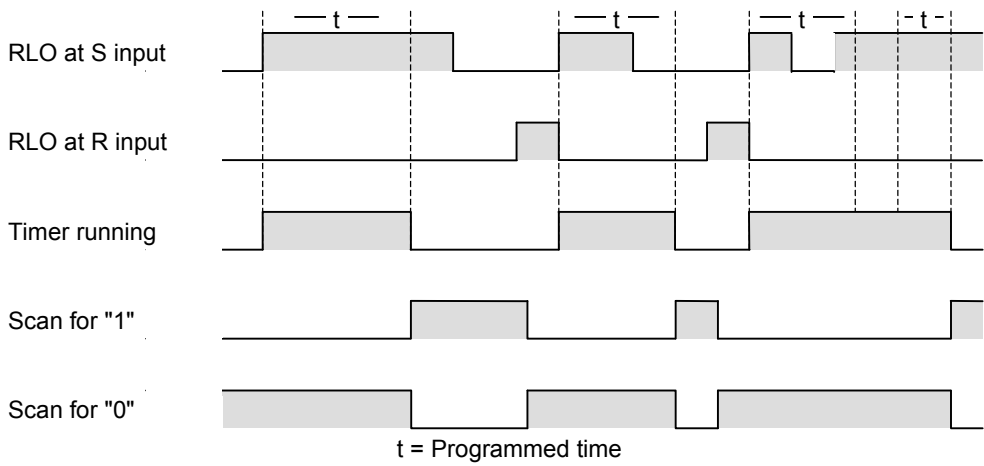 t t t t
RLO at S input
RLO at R input
Timer running
Scan for "1"
Scan for "0"
t = Programmed time